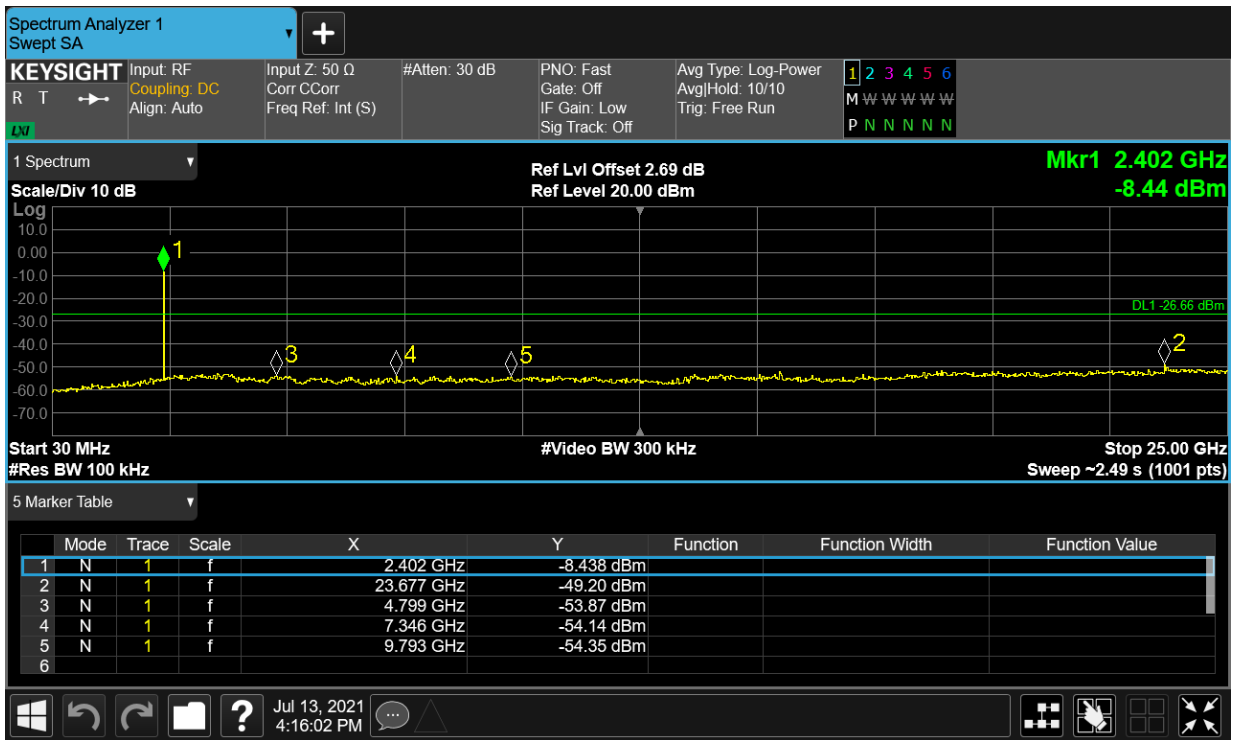 Spectrum Analyzer 1
Swept SA
+
KEYSIGHT
R T
LXI
Input: RF
Coupling: DC
Align: Auto
Input Z: 50 Ω
Corr CCorr
Freq Ref: Int (S)
#Atten: 30 dB
PNO: Fast
Gate: Off
IF Gain: Low
Sig Track: Off
Avg Type: Log-Power
Avg|Hold: 10/10
Trig: Free Run
1 2 3 4 5 6
M W W W W W
P N N N N N
1 Spectrum
Scale/Div 10 dB
Ref Lvl Offset 2.69 dB
Ref Level 20.00 dBm
Mkr1 2.402 GHz
-8.44 dBm
Log
10.0
0.00
-10.0
-20.0
-30.0
-40.0
-50.0
-60.0
-70.0
1
DL1 -26.66 dBm
3
4
5
2
Start 30 MHz
#Res BW 100 kHz
#Video BW 300 kHz
Stop 25.00 GHz
Sweep ~2.49 s (1001 pts)
5 Marker Table
Mode Trace Scale X Y Function Function Width Function Value
1 N 1 f 2.402 GHz -8.438 dBm
2 N 1 f 23.677 GHz -49.20 dBm
3 N 1 f 4.799 GHz -53.87 dBm
4 N 1 f 7.346 GHz -54.14 dBm
5 N 1 f 9.793 GHz -54.35 dBm
6
?
Jul 13, 2021
4:16:02 PM